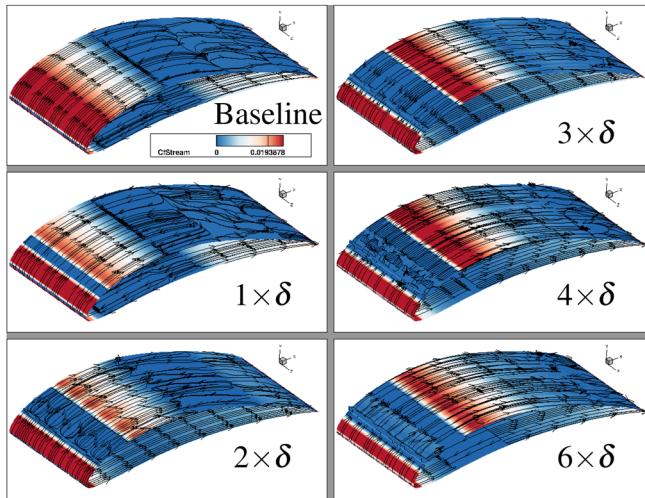 Baseline
CfStream 0 0.0193878
3×δ
1×δ
4×δ
2×δ
6×δ